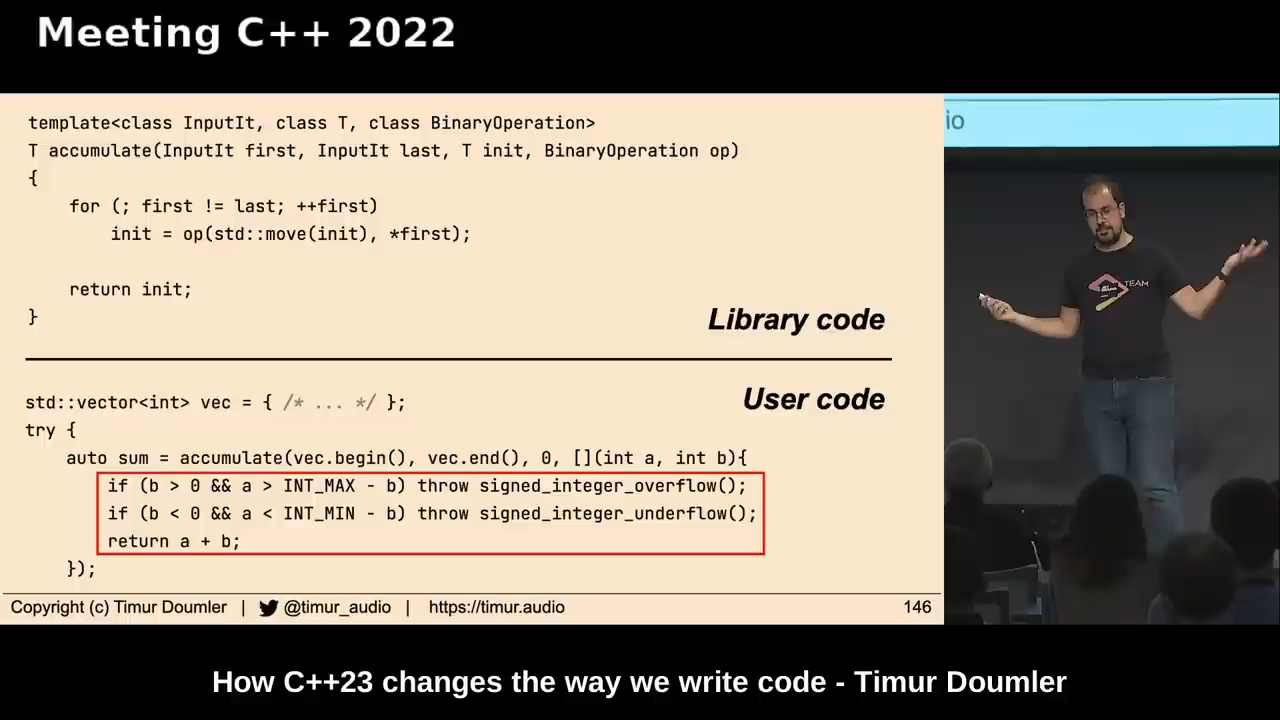 Meeting C++ 2022
template<class InputIt, class T, class BinaryOperation>
T accumulate(InputIt first, InputIt last, T init, BinaryOperation op)
{
    for (; first != last; ++first)
        init = op(std::move(init), *first);
    return init;
}
Library code
User code
std::vector<int> vec = { /* ... */ };
try {
    auto sum = accumulate(vec.begin(), vec.end(), 0, [](int a, int b){
        if (b > 0 && a > INT_MAX - b) throw signed_integer_overflow();
        if (b < 0 && a < INT_MIN - b) throw signed_integer_underflow();
        return a + b;
    });
Copyright (c) Timur Doumler | @timur_audio | https://timur.audio 146
io
TEAM
How C++23 changes the way we write code - Timur Doumler